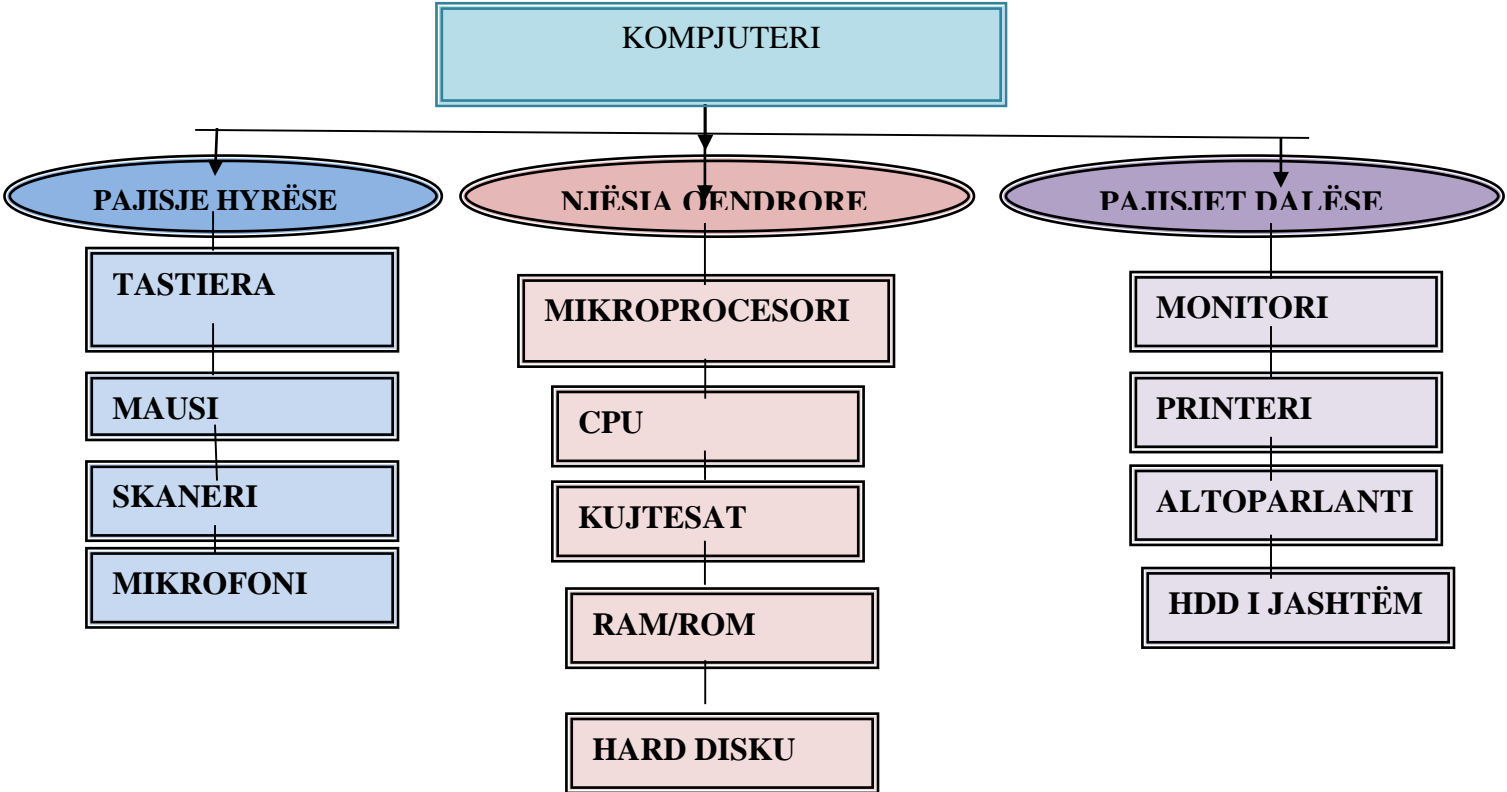 KOMPJUTERI
PAJISJE HYRËSE
NJËSIA QENDRORE
PAJISJET DALËSE
TASTIERA
MAUSI
SKANERI
MIKROFONI
MIKROPROCESORI
CPU
KUJTESAT
RAM/ROM
HARD DISKU
MONITORI
PRINTERI
ALTOPARLANTI
HDD I JASHTËM